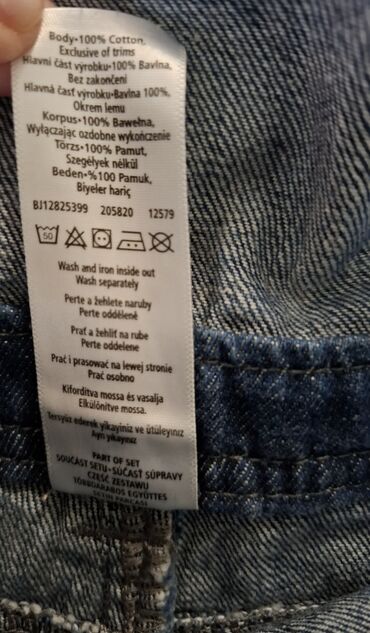 Body•100% Cotton,
Exclusive of trims
Hlavní část výrobku•100% Bavlna,
Bez zakončení
Hlavná časť výrobku•Bavlna 100%,
Okrem lemu
Korpus•100% Bawełna,
Wyłączając ozdobne wykończenie
Törzs•100% Pamut,
Szegélyek nélkül
Beden•%100 Pamuk,
Biyeler hariç
BJ12825399 205820 12579
50
Wash and iron inside out
Wash separately
Perte a žehlete naruby
Perte odděleně
Prať a žehliť na rube
Perte oddelene
Prać i prasować na lewej stronie
Prać osobno
Kifordítva mossa és vasalja
Elkülönítve mossa.
Tersyüz ederek yikayiniz ve ütüleyiniz
Ayrı yıkayınız
PART OF SET
SOUČÁST SETU•SÚČASŤ SÚPRAVY
CZĘŚĆ ZESTAWU
TÖBBDARABOS EGYÜTTES
SETİN PARÇASI